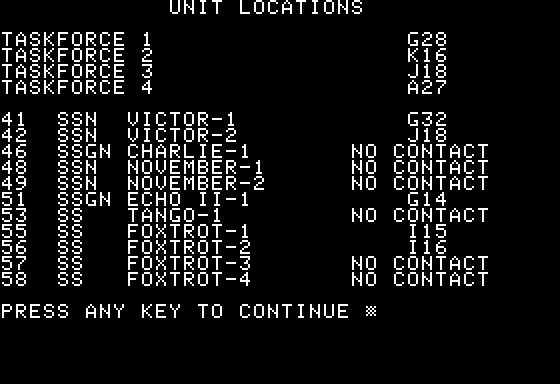 UNIT LOCATIONS
TASKFORCE 1 G28
TASKFORCE 2 K16
TASKFORCE 3 J18
TASKFORCE 4 A27
41 SSN VICTOR-1 G32
42 SSN VICTOR-2 J18
46 SSGN CHARLIE-1 NO CONTACT
48 SSN NOVEMBER-1 NO CONTACT
49 SSN NOVEMBER-2 NO CONTACT
51 SSGN ECHO II-1 G14
53 SS TANGO-1 NO CONTACT
55 SS FOXTROT-1 I15
56 SS FOXTROT-2 I16
57 SS FOXTROT-3 NO CONTACT
58 SS FOXTROT-4 NO CONTACT
PRESS ANY KEY TO CONTINUE